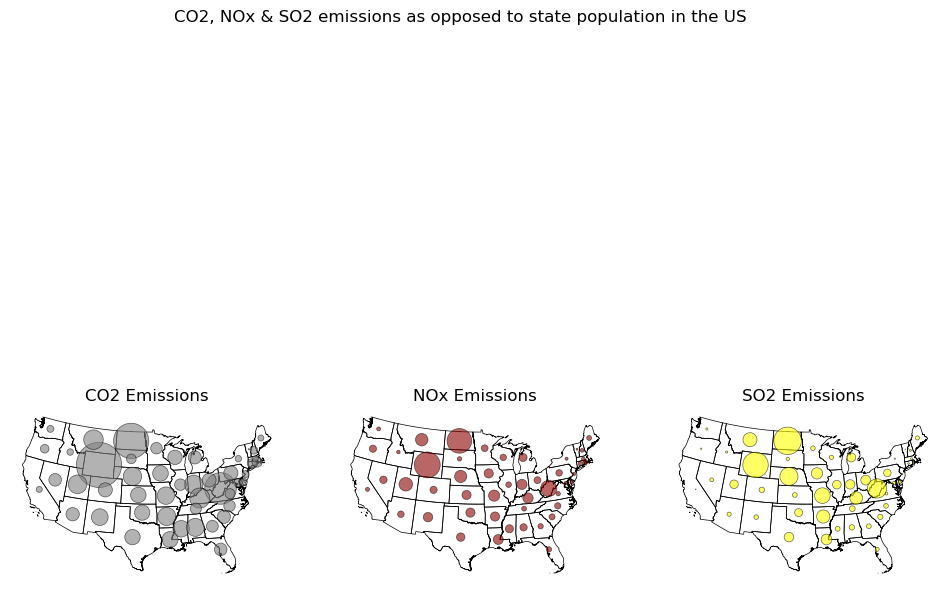 CO2, NOx & SO2 emissions as opposed to state population in the US
CO2 Emissions
NOx Emissions
SO2 Emissions